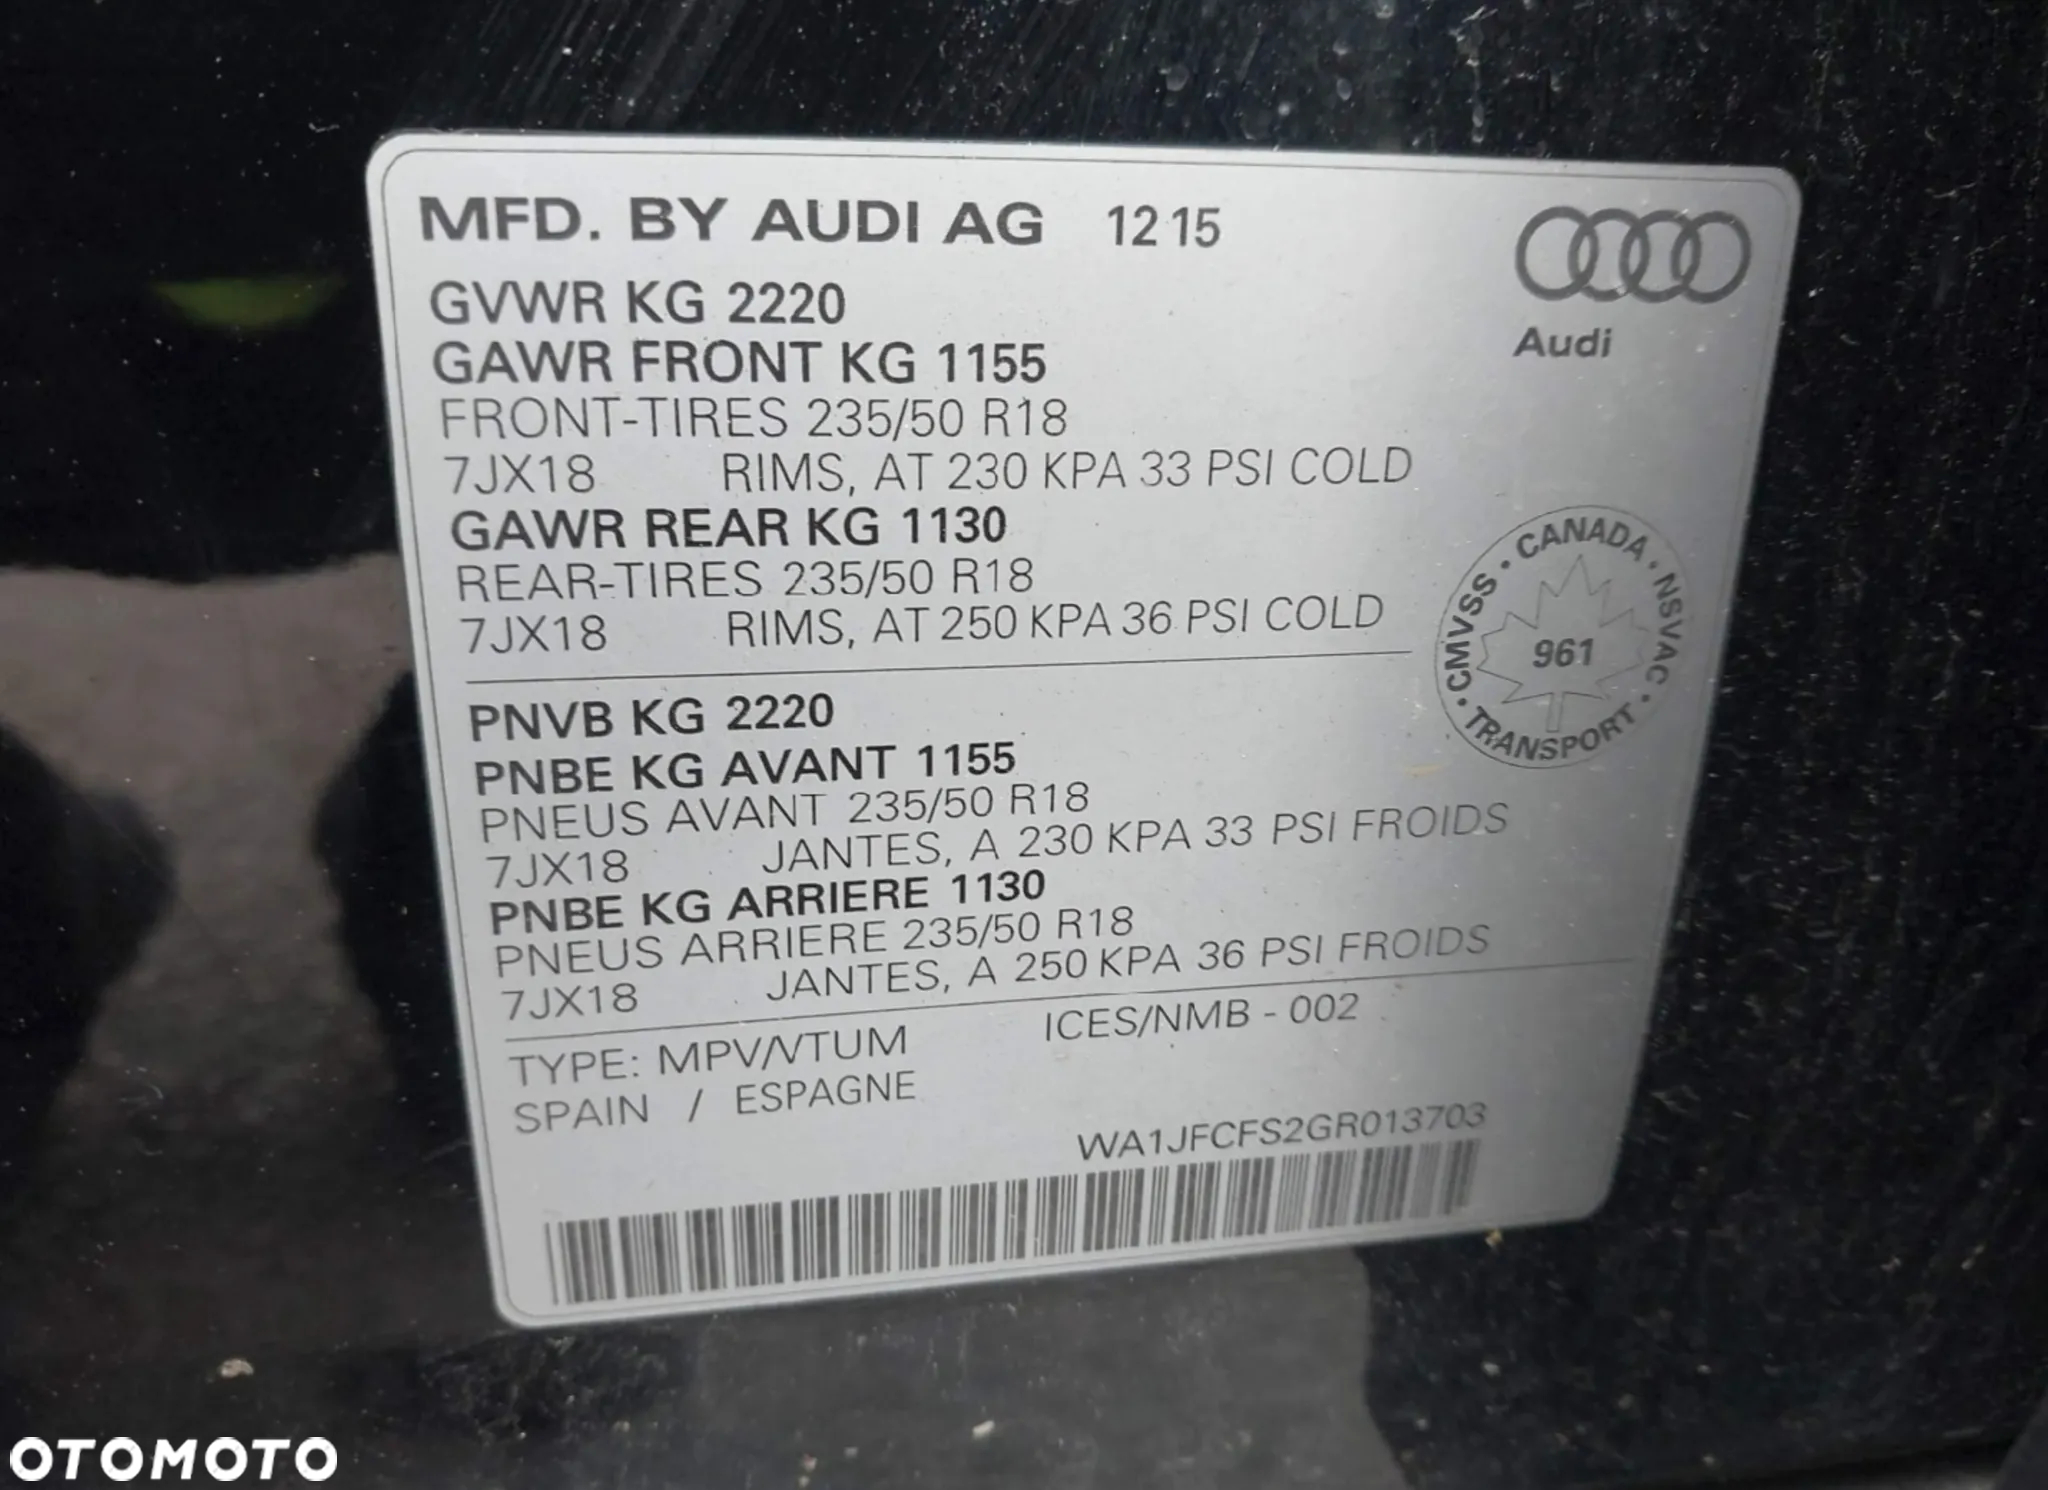 MFD. BY AUDI AG 12 15
Audi
GVWR KG 2220
GAWR FRONT KG 1155
FRONT-TIRES 235/50 R18
7JX18 RIMS, AT 230 KPA 33 PSI COLD
GAWR REAR KG 1130
REAR-TIRES 235/50 R18
7JX18 RIMS, AT 250 KPA 36 PSI COLD
CMVSS · CANADA · NSVAC · TRANSPORT ·
961
PNVB KG 2220
PNBE KG AVANT 1155
PNEUS AVANT 235/50 R18
7JX18 JANTES, A 230 KPA 33 PSI FROIDS
PNBE KG ARRIERE 1130
PNEUS ARRIERE 235/50 R18
7JX18 JANTES, A 250 KPA 36 PSI FROIDS
TYPE: MPV/VTUM ICES/NMB - 002
SPAIN / ESPAGNE
WA1JFCFS2GR013703
OTOMOTO